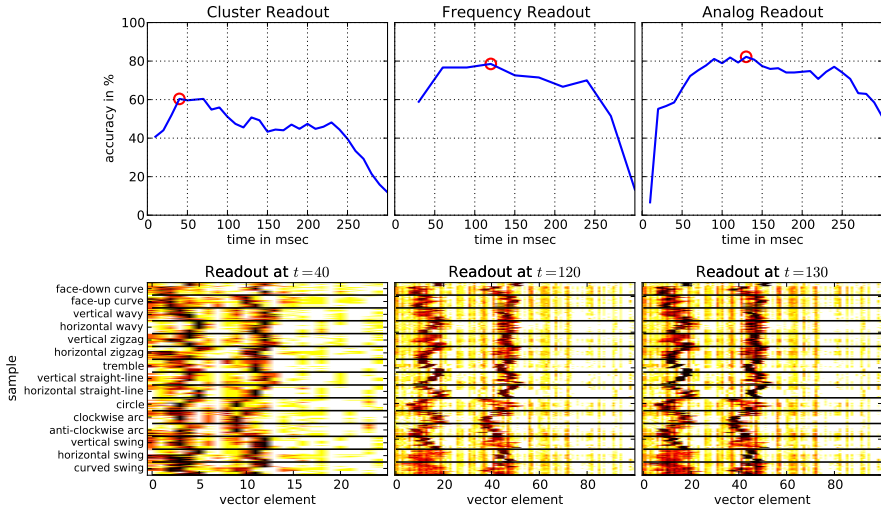 Cluster Readout
Frequency Readout
Analog Readout
accuracy in %
100
80
60
40
20
0
0 50 100 150 200 250
0 50 100 150 200 250
0 50 100 150 200 250
time in msec
time in msec
time in msec
Readout at t=40
Readout at t=120
Readout at t=130
sample
face-down curve
face-up curve
vertical wavy
horizontal wavy
vertical zigzag
horizontal zigzag
tremble
vertical straight-line
horizontal straight-line
circle
clockwise arc
anti-clockwise arc
vertical swing
horizontal swing
curved swing
0 5 10 15 20
0 20 40 60 80
0 20 40 60 80
vector element
vector element
vector element